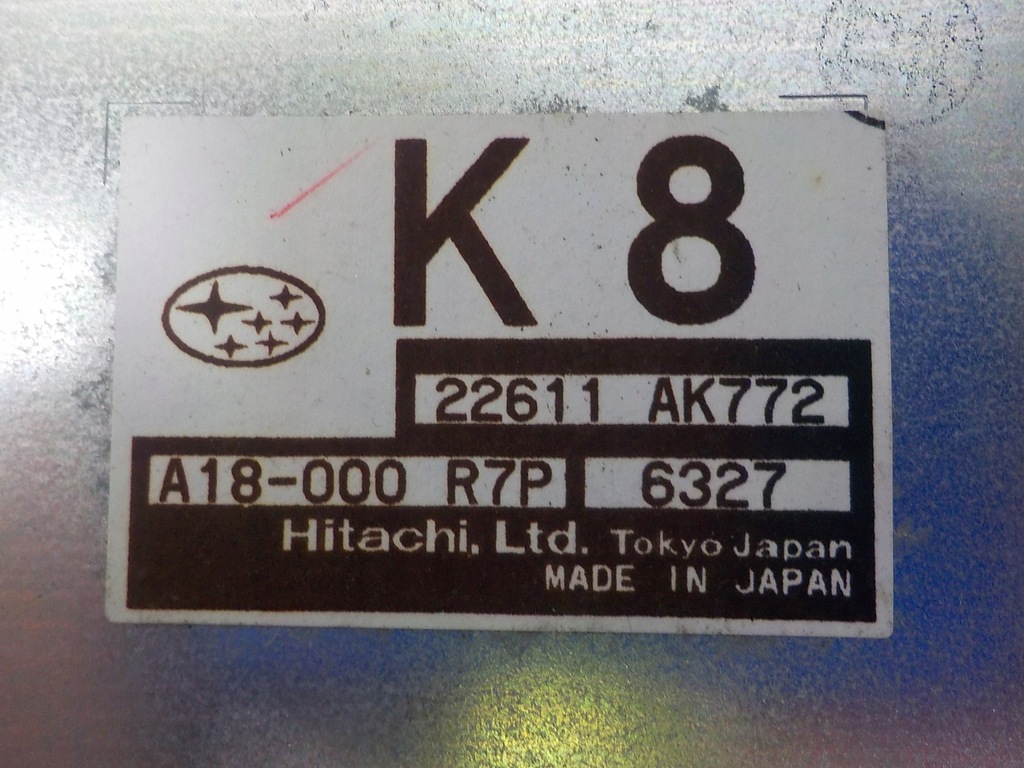 K 8
22611 AK772
A18-000 R7P 6327
Hitachi, Ltd. Tokyo Japan
MADE IN JAPAN